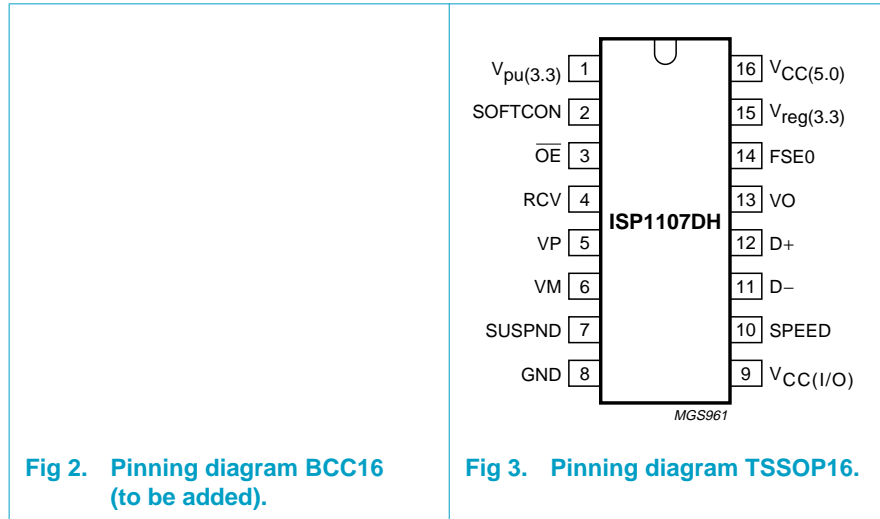 V_pu(3.3) 1
SOFTCON 2
O̅E̅ 3
RCV 4
VP 5
VM 6
SUSPND 7
GND 8
ISP1107DH
16 V_CC(5.0)
15 V_reg(3.3)
14 FSE0
13 VO
12 D+
11 D−
10 SPEED
9 V_CC(I/O)
MGS961
Fig 2. Pinning diagram BCC16
(to be added).
Fig 3. Pinning diagram TSSOP16.